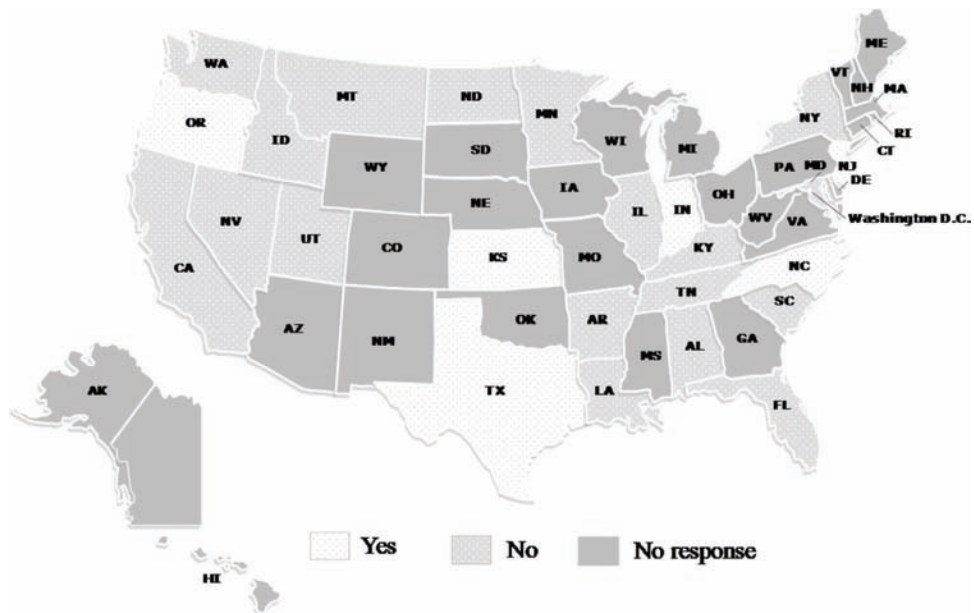 ME
WA
VT
NH
MA
MT
ND
MN
NY
OR
RI
ID
WI
CT
SD
MI
WY
PA
MD
NJ
IA
DE
NE
OH
IL
IN
NV
WV
VA
Washington D.C.
UT
CO
KY
KS
MO
CA
NC
TN
SC
OK
AR
AZ
NM
GA
MS
AL
TX
LA
AK
FL
Yes
No
No response
HI